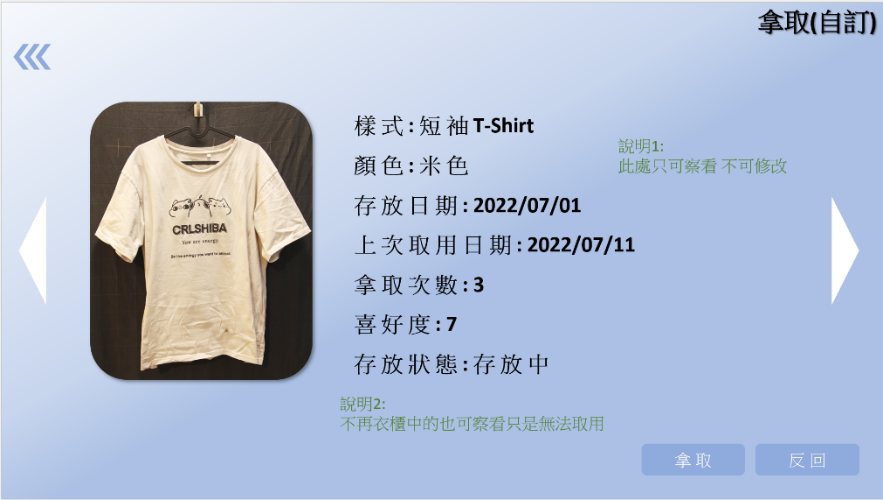 拿取(自訂)
樣式:短袖T-Shirt
顏色:米色
說明1:
此處只可察看 不可修改
存放日期:2022/07/01
上次取用日期:2022/07/11
拿取次數:3
喜好度:7
存放狀態:存放中
說明2:
不再衣櫃中的也可察看只是無法取用
拿取
反回
CRLSHIBA
You are energy